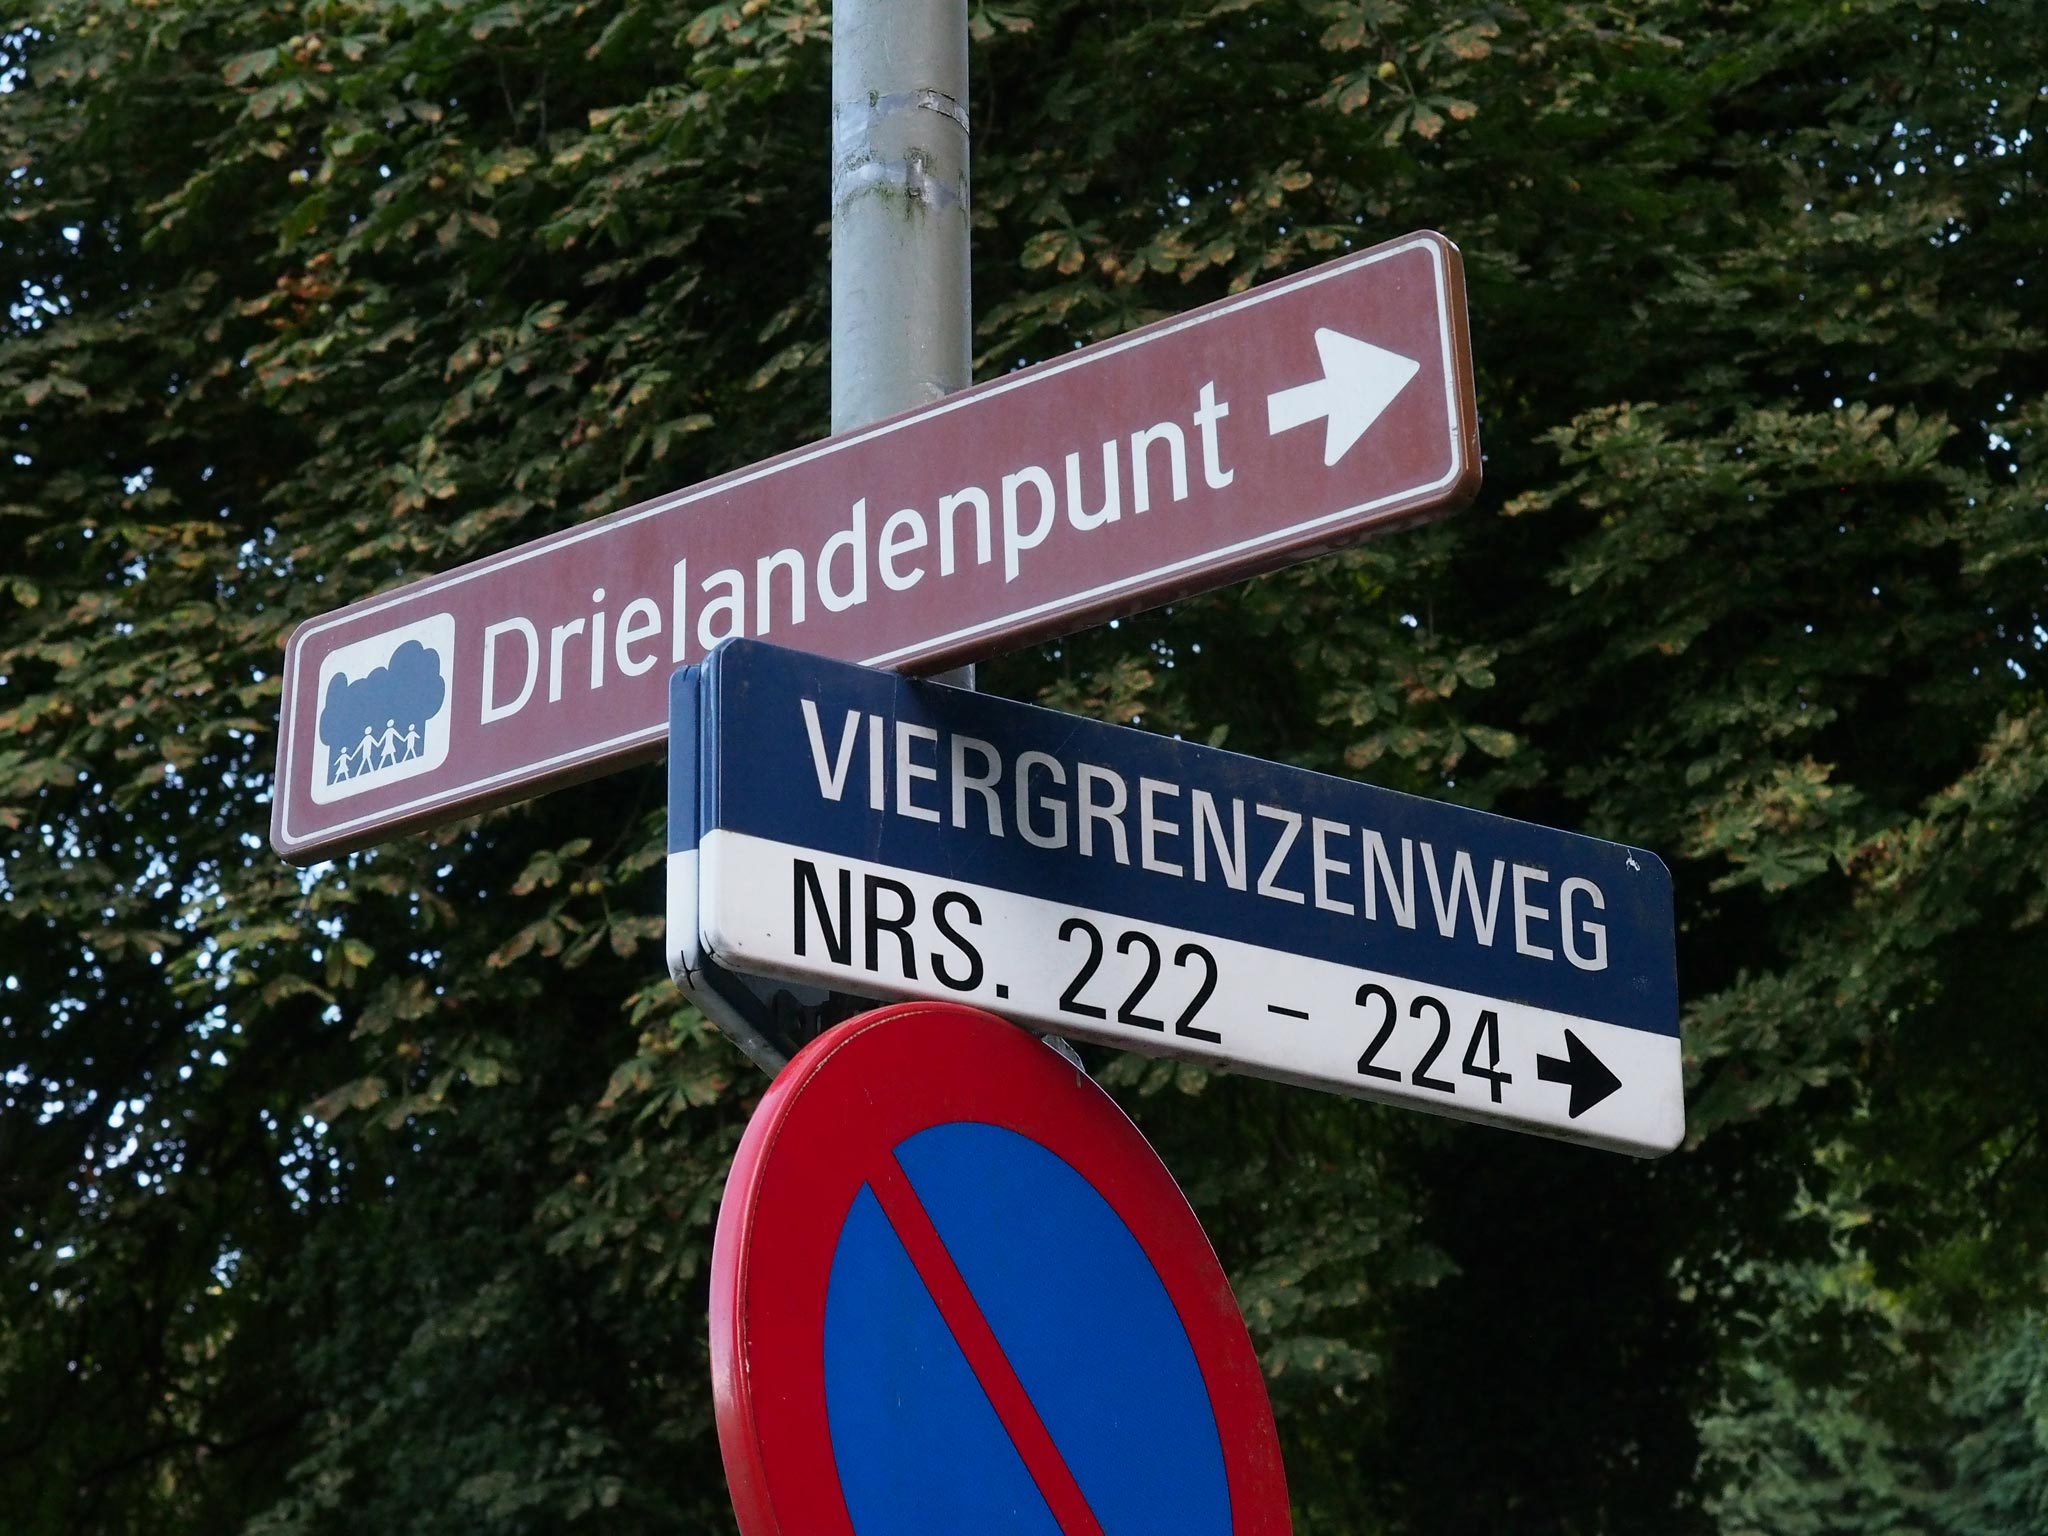 Drielandenpunt
VIERGRENZENWEG
NRS. 222 – 224